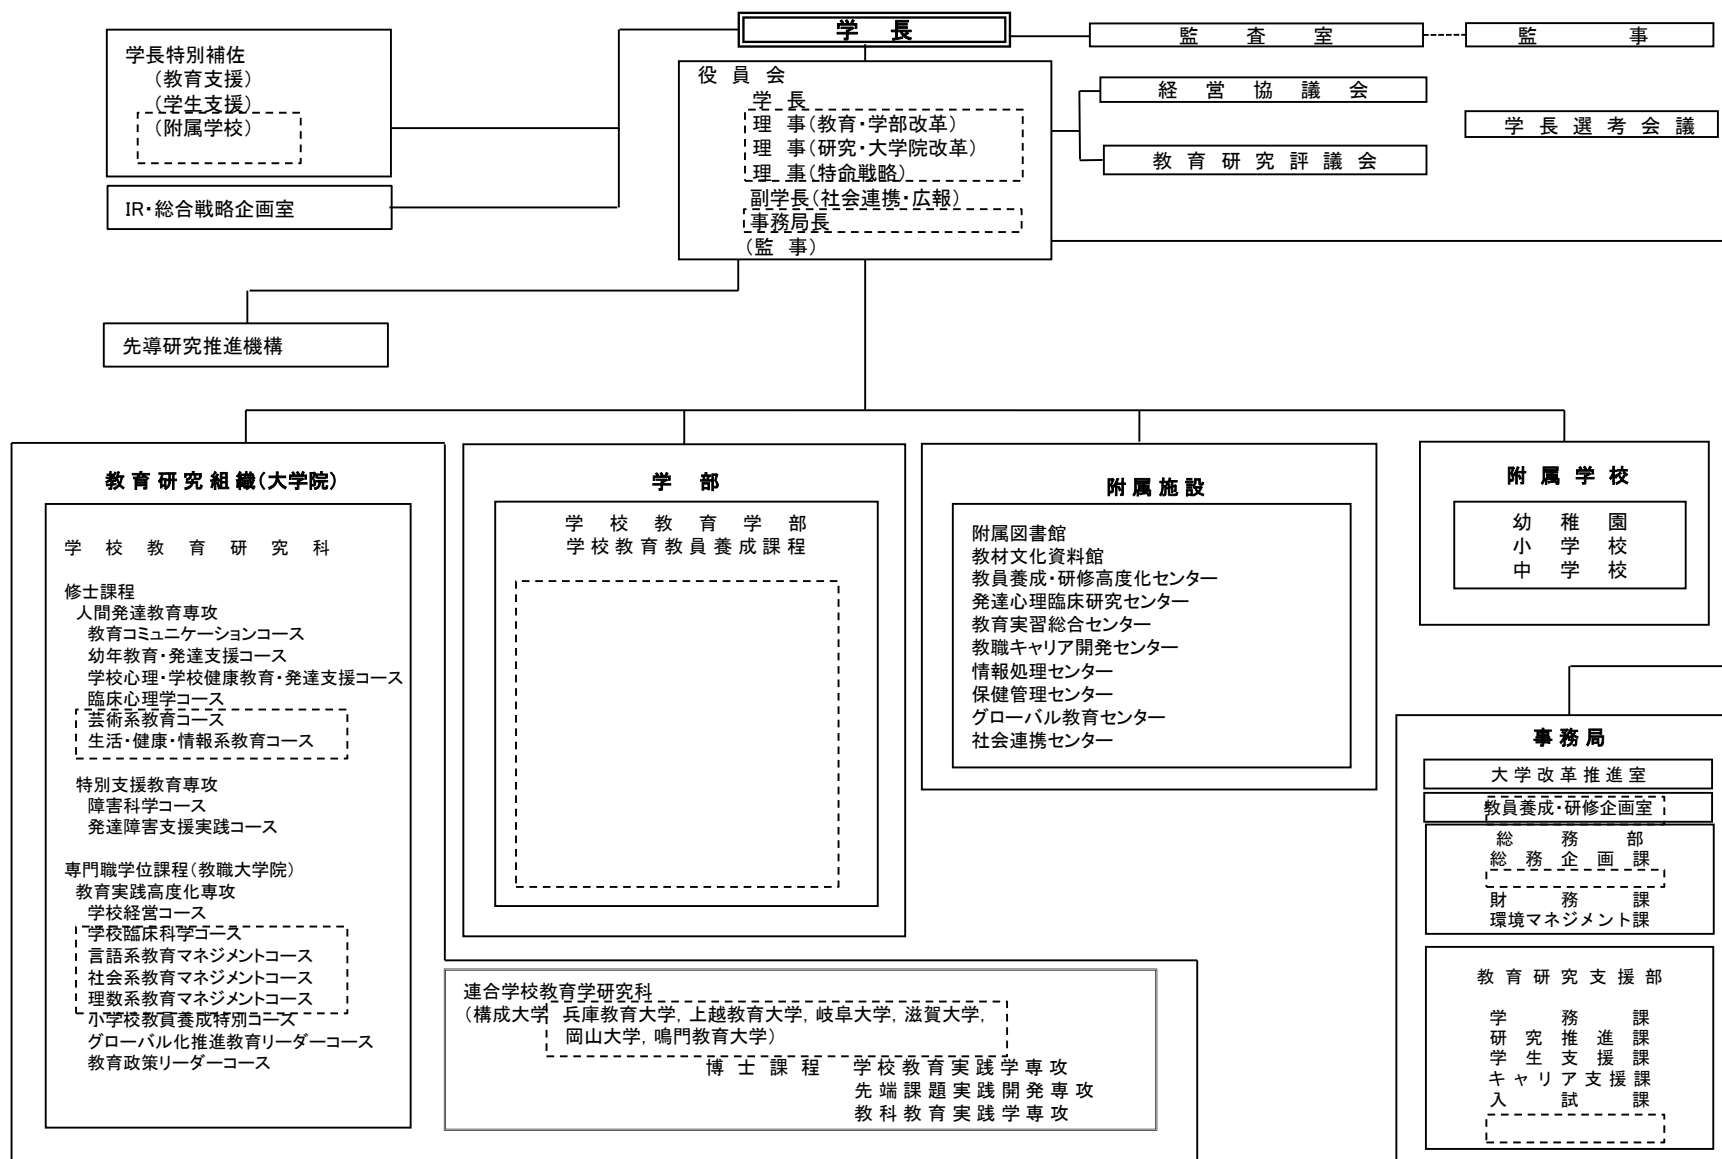 学長
監査室
監事
学長特別補佐
(教育支援)
(学生支援)
(附属学校)
IR・総合戦略企画室
役員会
学長
理事(教育・学部改革)
理事(研究・大学院改革)
理事(特命戦略)
副学長(社会連携・広報)
事務局長
(監事)
経営協議会
教育研究評議会
学長選考会議
先導研究推進機構
教育研究組織(大学院)
学校教育研究科
修士課程
人間発達教育専攻
教育コミュニケーションコース
幼年教育・発達支援コース
学校心理・学校健康教育・発達支援コース
臨床心理学コース
芸術系教育コース
生活・健康・情報系教育コース
特別支援教育専攻
障害科学コース
発達障害支援実践コース
専門職学位課程(教職大学院)
教育実践高度化専攻
学校経営コース
学校臨床科学コース
言語系教育マネジメントコース
社会系教育マネジメントコース
理数系教育マネジメントコース
小学校教員養成特別コース
グローバル化推進教育リーダーコース
教育政策リーダーコース
学部
学校教育学部
学校教育教員養成課程
連合学校教育学研究科
(構成大学 兵庫教育大学, 上越教育大学, 岐阜大学, 滋賀大学,
岡山大学, 鳴門教育大学)
博士課程 学校教育実践学専攻
先端課題実践開発専攻
教科教育実践学専攻
附属施設
附属図書館
教材文化資料館
教員養成・研修高度化センター
発達心理臨床研究センター
教育実習総合センター
教職キャリア開発センター
情報処理センター
保健管理センター
グローバル教育センター
社会連携センター
附属学校
幼稚園
小学校
中学校
事務局
大学改革推進室
教員養成・研修企画室
総務部
総務企画課
財務課
環境マネジメント課
教育研究支援部
学務課
研究推進課
学生支援課
キャリア支援課
入試課